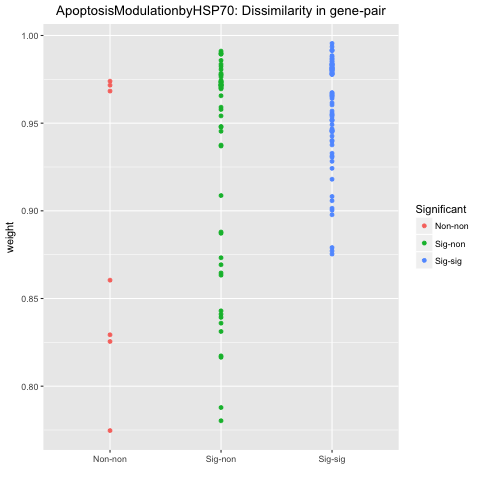 ApoptosisModulationbyHSP70: Dissimilarity in gene-pair
1.00
0.95
0.90
0.85
0.80
weight
Non-non
Sig-non
Sig-sig
Significant
Non-non
Sig-non
Sig-sig